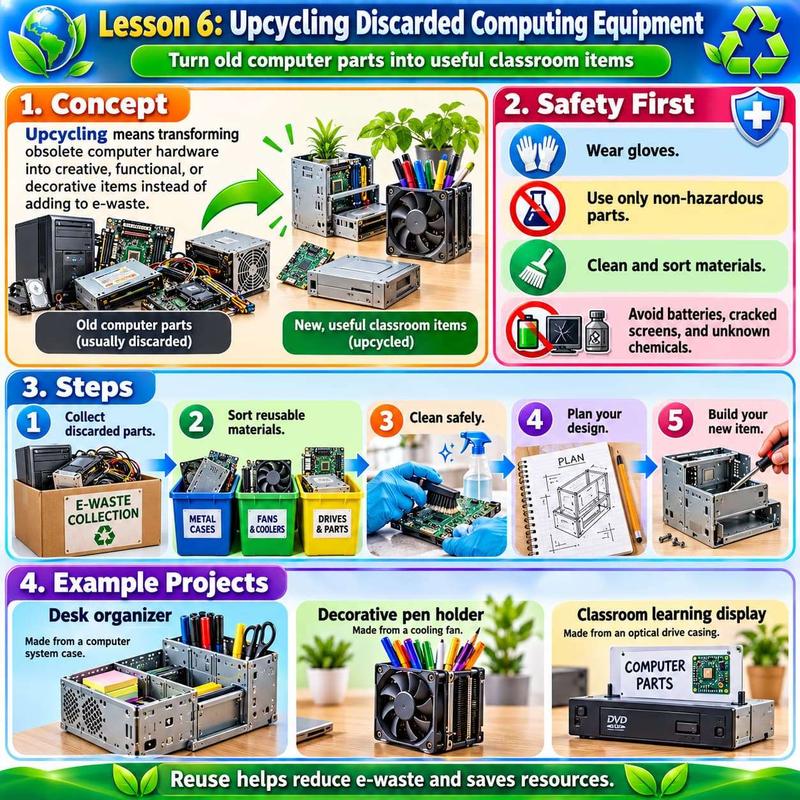 Lesson 6: Upcycling Discarded Computing Equipment
Turn old computer parts into useful classroom items
1. Concept
Upcycling means transforming
obsolete computer hardware
into creative, functional, or
decorative items instead of
adding to e-waste.
Old computer parts
(usually discarded)
New, useful classroom items
(upcycled)
2. Safety First
Wear gloves.
Use only non-hazardous
parts.
Clean and sort materials.
Avoid batteries, cracked
screens, and unknown
chemicals.
3. Steps
1 Collect
discarded parts.
E-WASTE
COLLECTION
2 Sort reusable
materials.
METAL
CASES
FANS
& COOLERS
DRIVES
& PARTS
3 Clean safely.
4 Plan your
design.
PLAN
5 Build your
new item.
4. Example Projects
Desk organizer
Made from a computer
system case.
Decorative pen holder
Made from a cooling fan.
Classroom learning display
Made from an optical drive casing.
COMPUTER
PARTS
DVD
Reuse helps reduce e-waste and saves resources.